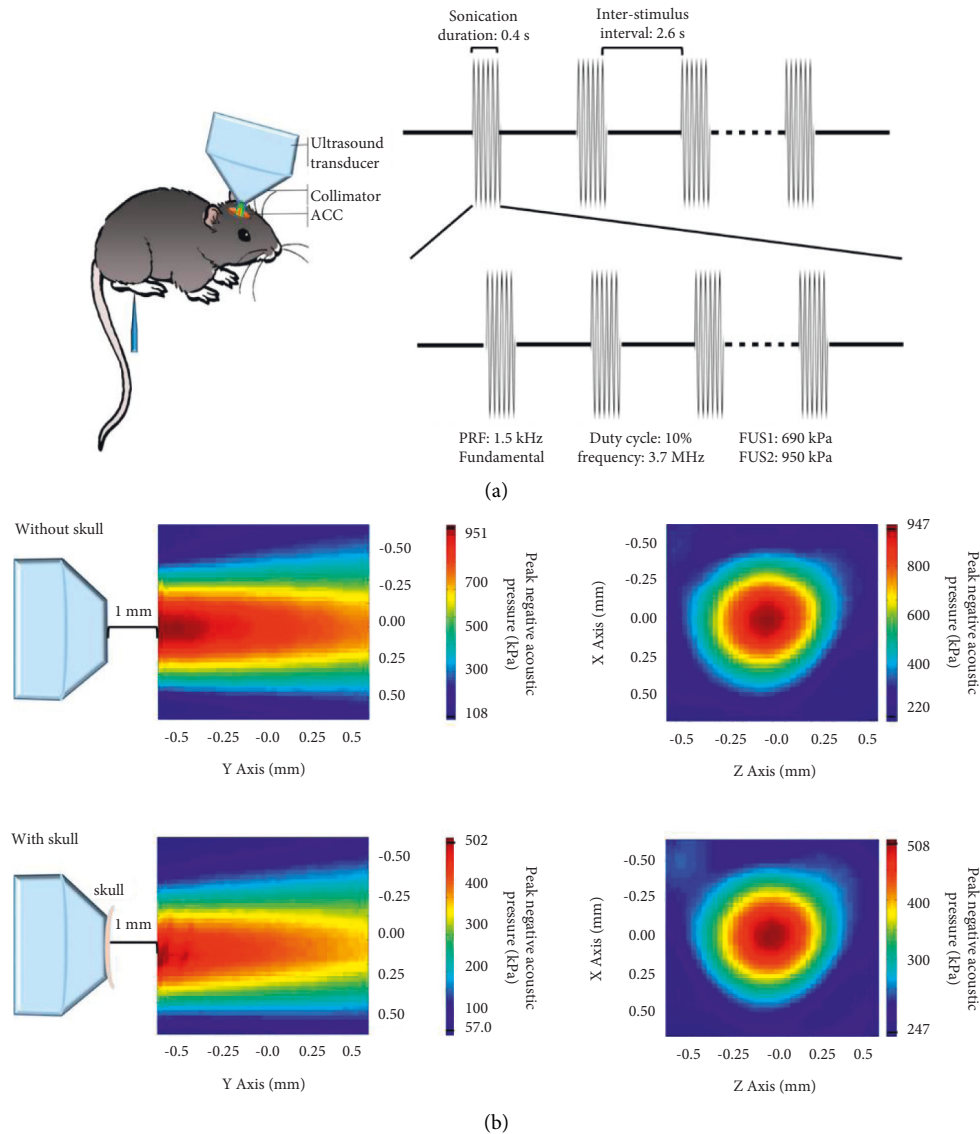 Sonication
duration: 0.4 s
Inter-stimulus
interval: 2.6 s
Ultrasound
transducer
Collimator
ACC
PRF: 1.5 kHz
Duty cycle: 10%
FUS1: 690 kPa
Fundamental
frequency: 3.7 MHz
FUS2: 950 kPa
(a)
Without skull
1 mm
-0.50
-0.25
0.00
0.25
0.50
-0.5
-0.25
-0.0
0.25
0.5
Y Axis (mm)
951
700
500
300
108
Peak negative acoustic
pressure (kPa)
X Axis (mm)
-0.50
-0.25
0.00
0.25
0.50
-0.5
-0.25
-0.0
0.25
0.5
Z Axis (mm)
947
800
600
400
220
Peak negative acoustic
pressure (kPa)
With skull
skull
1 mm
-0.50
-0.25
0.00
0.25
0.50
-0.5
-0.25
-0.0
0.25
0.5
Y Axis (mm)
502
400
300
200
100
57.0
Peak negative acoustic
pressure (kPa)
X Axis (mm)
-0.50
-0.25
0.00
0.25
0.50
-0.5
-0.25
-0.0
0.25
0.5
Z Axis (mm)
508
400
300
247
Peak negative acoustic
pressure (kPa)
(b)